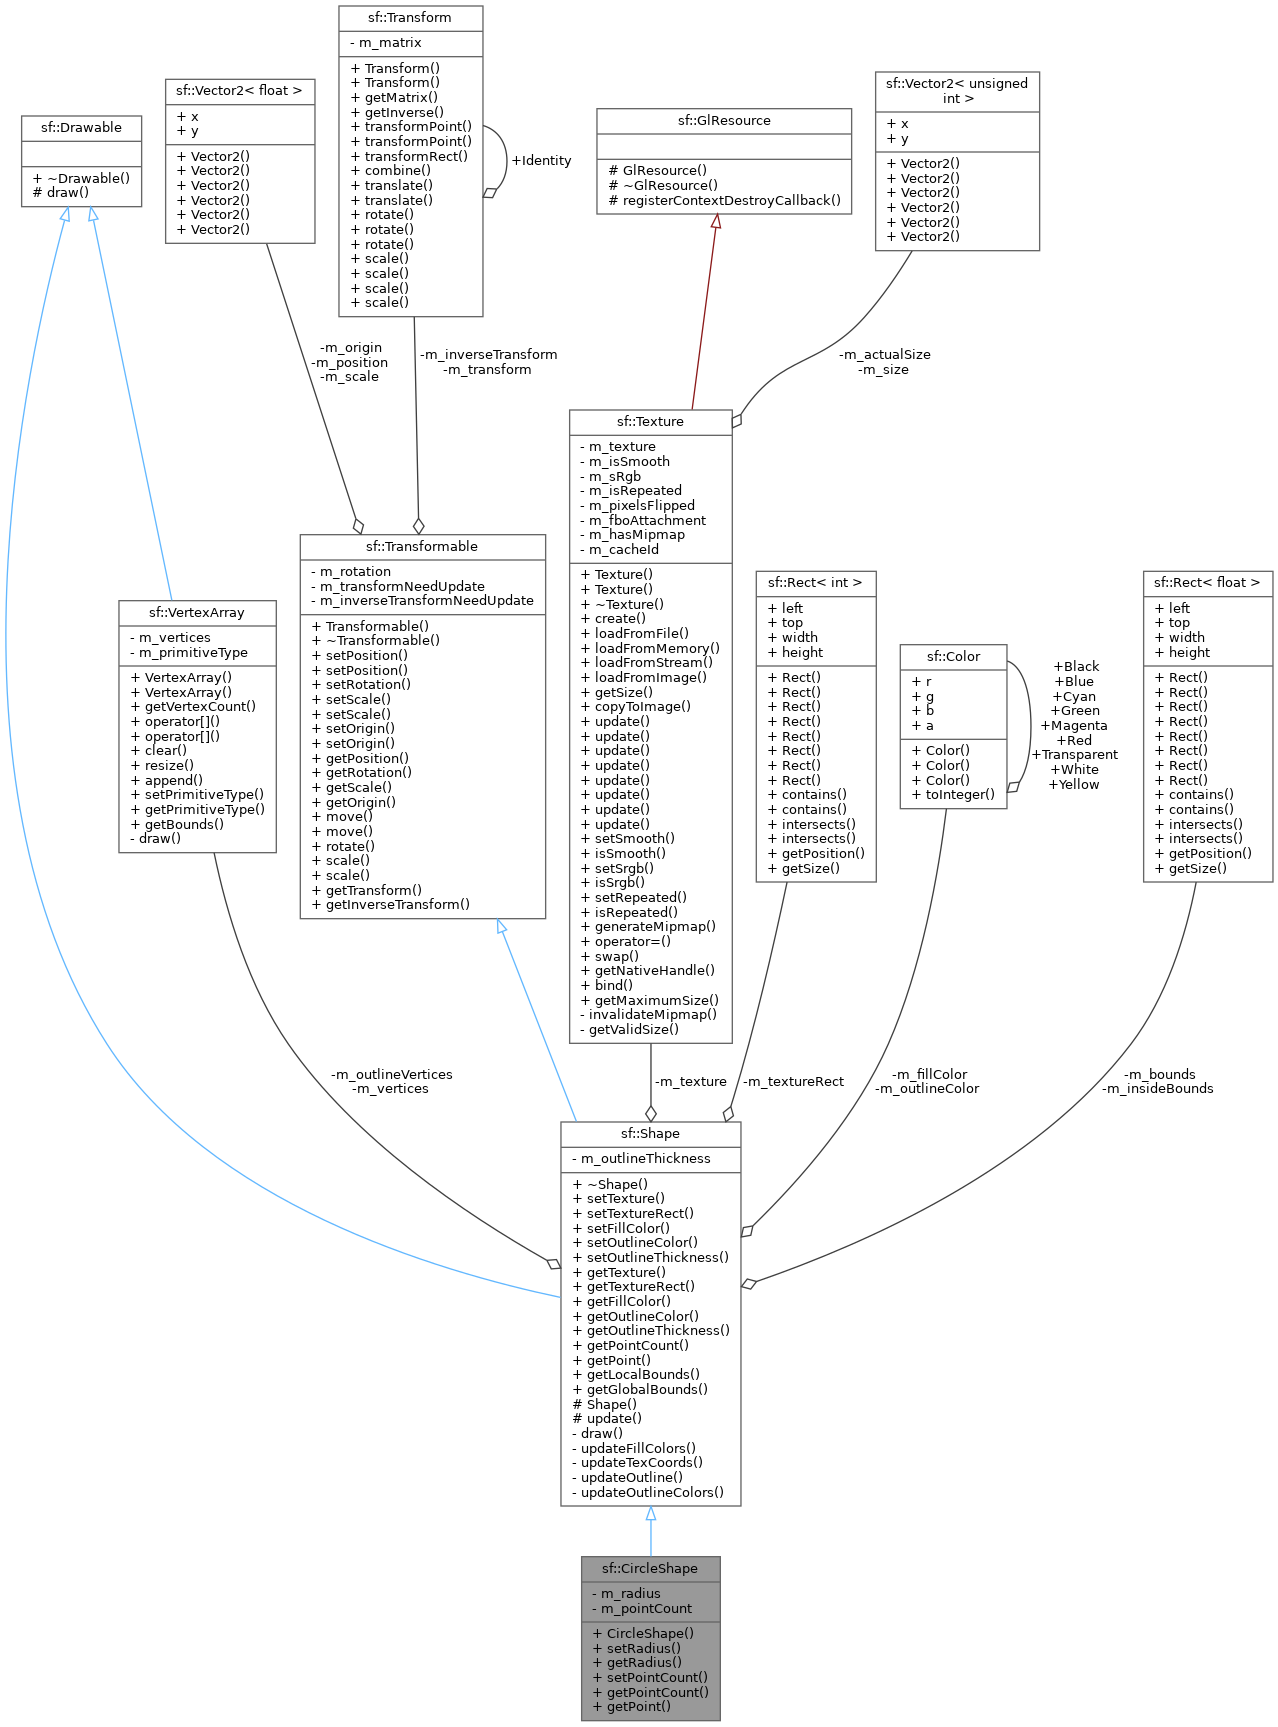 sf::Transform
- m_matrix
+ Transform()
+ Transform()
+ getMatrix()
+ getInverse()
+ transformPoint()
+ transformPoint()
+ transformRect()
+ combine()
+ translate()
+ translate()
+ rotate()
+ rotate()
+ rotate()
+ scale()
+ scale()
+ scale()
+ scale()
+Identity
sf::Vector2< float >
+ x
+ y
+ Vector2()
+ Vector2()
+ Vector2()
+ Vector2()
+ Vector2()
+ Vector2()
sf::Drawable
+ ~Drawable()
# draw()
sf::GlResource
# GlResource()
# ~GlResource()
# registerContextDestroyCallback()
sf::Vector2< unsigned
int >
+ x
+ y
+ Vector2()
+ Vector2()
+ Vector2()
+ Vector2()
+ Vector2()
+ Vector2()
-m_origin
-m_position
-m_scale
-m_inverseTransform
-m_transform
-m_actualSize
-m_size
sf::Texture
- m_texture
- m_isSmooth
- m_sRgb
- m_isRepeated
- m_pixelsFlipped
- m_fboAttachment
- m_hasMipmap
- m_cacheId
+ Texture()
+ Texture()
+ ~Texture()
+ create()
+ loadFromFile()
+ loadFromMemory()
+ loadFromStream()
+ loadFromImage()
+ getSize()
+ copyToImage()
+ update()
+ update()
+ update()
+ update()
+ update()
+ update()
+ update()
+ update()
+ setSmooth()
+ isSmooth()
+ setSrgb()
+ isSrgb()
+ setRepeated()
+ isRepeated()
+ generateMipmap()
+ operator=()
+ swap()
+ getNativeHandle()
+ bind()
+ getMaximumSize()
- invalidateMipmap()
- getValidSize()
sf::Transformable
- m_rotation
- m_transformNeedUpdate
- m_inverseTransformNeedUpdate
+ Transformable()
+ ~Transformable()
+ setPosition()
+ setPosition()
+ setRotation()
+ setScale()
+ setScale()
+ setOrigin()
+ setOrigin()
+ getPosition()
+ getRotation()
+ getScale()
+ getOrigin()
+ move()
+ move()
+ rotate()
+ scale()
+ scale()
+ getTransform()
+ getInverseTransform()
sf::VertexArray
- m_vertices
- m_primitiveType
+ VertexArray()
+ VertexArray()
+ getVertexCount()
+ operator[]()
+ operator[]()
+ clear()
+ resize()
+ append()
+ setPrimitiveType()
+ getPrimitiveType()
+ getBounds()
- draw()
sf::Rect< int >
+ left
+ top
+ width
+ height
+ Rect()
+ Rect()
+ Rect()
+ Rect()
+ Rect()
+ Rect()
+ Rect()
+ Rect()
+ contains()
+ contains()
+ intersects()
+ intersects()
+ getPosition()
+ getSize()
sf::Color
+ r
+ g
+ b
+ a
+ Color()
+ Color()
+ Color()
+ toInteger()
+Black
+Blue
+Cyan
+Green
+Magenta
+Red
+Transparent
+White
+Yellow
sf::Rect< float >
+ left
+ top
+ width
+ height
+ Rect()
+ Rect()
+ Rect()
+ Rect()
+ Rect()
+ Rect()
+ Rect()
+ Rect()
+ contains()
+ contains()
+ intersects()
+ intersects()
+ getPosition()
+ getSize()
-m_outlineVertices
-m_vertices
-m_texture
-m_textureRect
-m_fillColor
-m_outlineColor
-m_bounds
-m_insideBounds
sf::Shape
- m_outlineThickness
+ ~Shape()
+ setTexture()
+ setTextureRect()
+ setFillColor()
+ setOutlineColor()
+ setOutlineThickness()
+ getTexture()
+ getTextureRect()
+ getFillColor()
+ getOutlineColor()
+ getOutlineThickness()
+ getPointCount()
+ getPoint()
+ getLocalBounds()
+ getGlobalBounds()
# Shape()
# update()
- draw()
- updateFillColors()
- updateTexCoords()
- updateOutline()
- updateOutlineColors()
sf::CircleShape
- m_radius
- m_pointCount
+ CircleShape()
+ setRadius()
+ getRadius()
+ setPointCount()
+ getPointCount()
+ getPoint()